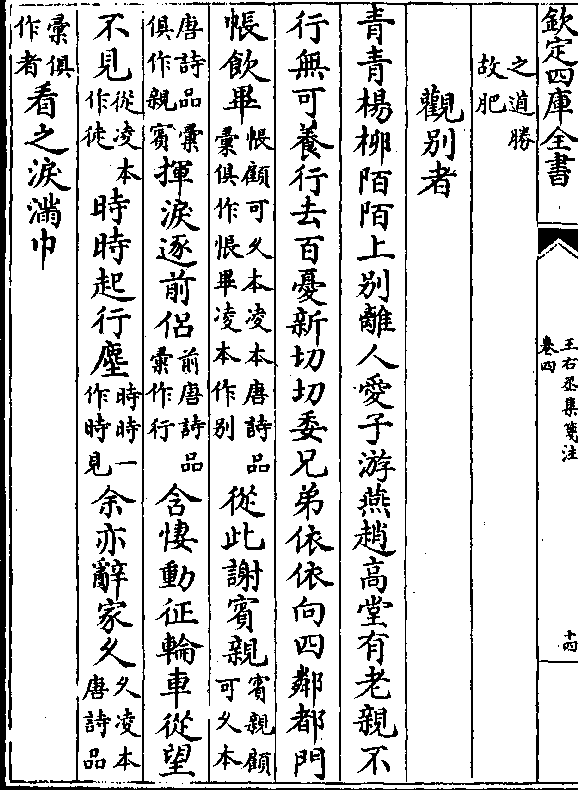 欽定四庫全書
王右丞集箋注
卷四
十四
之道勝
故肥
觀别者
青青楊柳陌陌上别離人愛子游燕趙高堂有老親不
行無可養行去百憂新切切委兄弟依依向四鄰都門
帳飲畢帳顧可久本凌本唐詩品
彙俱作悵畢凌本作别從此謝賓親賓親顧
可久本
唐詩品彙
俱作親賓揮淚逐前侣前唐詩品
彙作行含悽動征輪車從望
不見從凌本
作徒時時起行塵時時一
作時見余亦辭家久久凌本
唐詩品
彙俱
作者看之淚滿巾